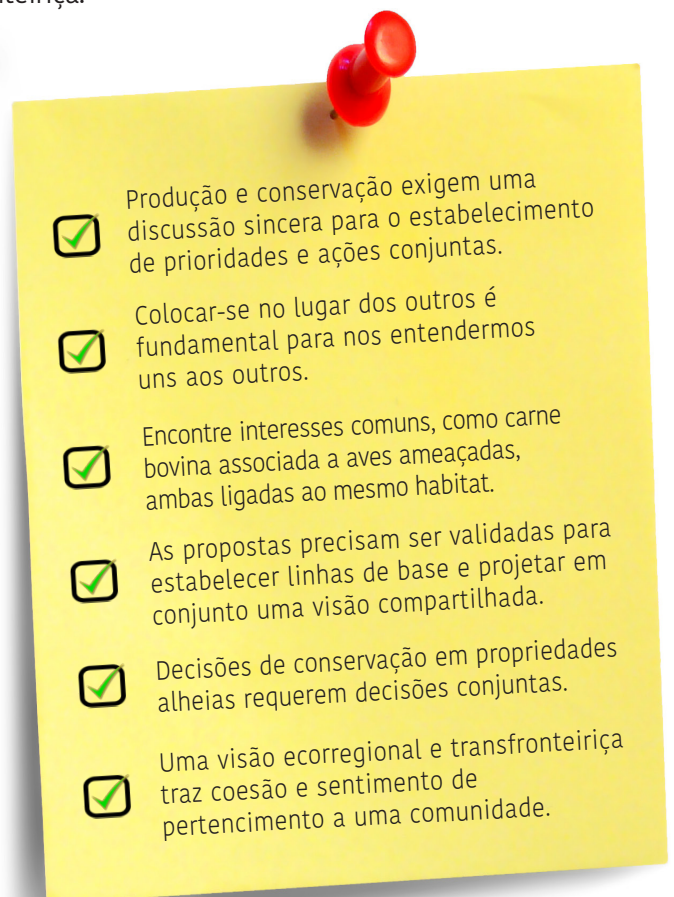 Produção e conservação exigem uma
discussão sincera para o estabelecimento
de prioridades e ações conjuntas.
Colocar-se no lugar dos outros é
fundamental para nos entendermos
uns aos outros.
Encontre interesses comuns, como carne
bovina associada a aves ameaçadas,
ambas ligadas ao mesmo habitat.
As propostas precisam ser validadas para
estabelecer linhas de base e projetar em
conjunto uma visão compartilhada.
Decisões de conservação em propriedades
alheias requerem decisões conjuntas.
Uma visão ecorregional e transfronteiriça
traz coesão e sentimento de
pertencimento a uma comunidade.